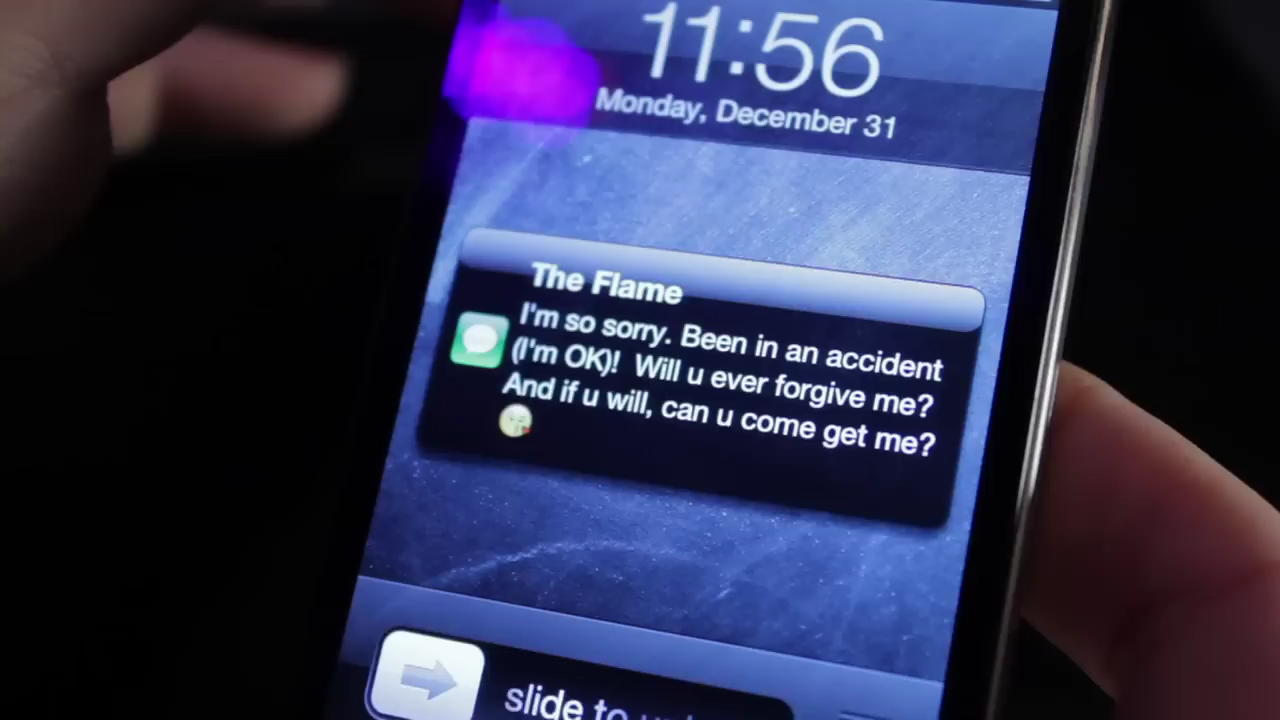 11:56
Monday, December 31
The Flame
I'm so sorry. Been in an accident
(I'm OK)!  Will u ever forgive me?
And if u will, can u come get me?
slide to